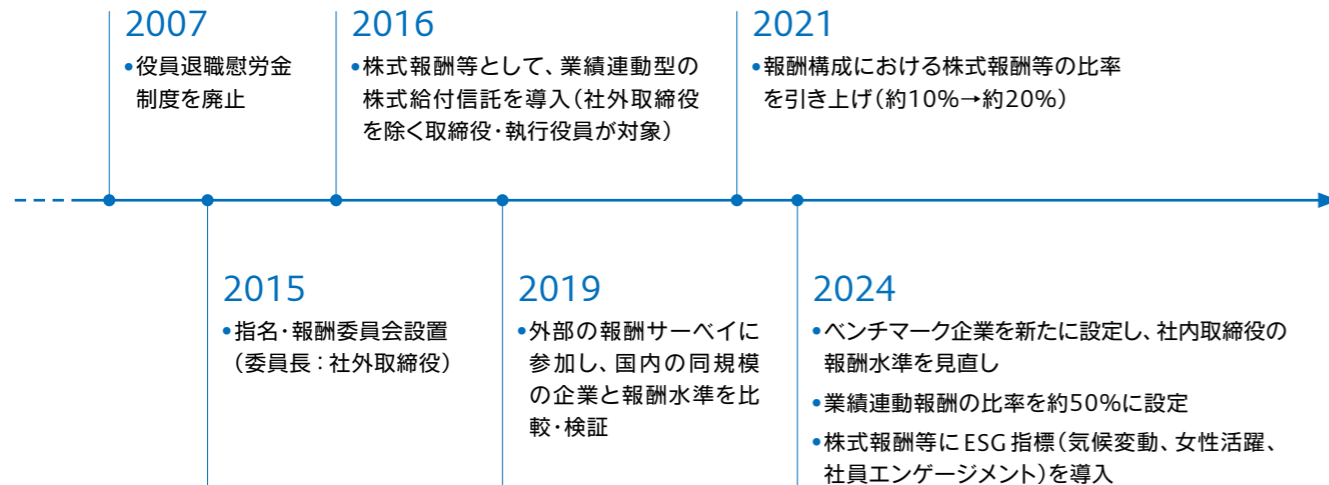 2007
•役員退職慰労金
制度を廃止
2016
•株式報酬等として、業績連動型の
株式給付信託を導入（社外取締役
を除く取締役・執行役員が対象）
2021
•報酬構成における株式報酬等の比率
を引き上げ（約10%→約20%）
2015
•指名・報酬委員会設置
（委員長：社外取締役）
2019
•外部の報酬サーベイに
参加し、国内の同規模
の企業と報酬水準を比
較・検証
2024
•ベンチマーク企業を新たに設定し、社内取締役の
報酬水準を見直し
•業績連動報酬の比率を約50%に設定
•株式報酬等にESG指標（気候変動、女性活躍、
社員エンゲージメント）を導入